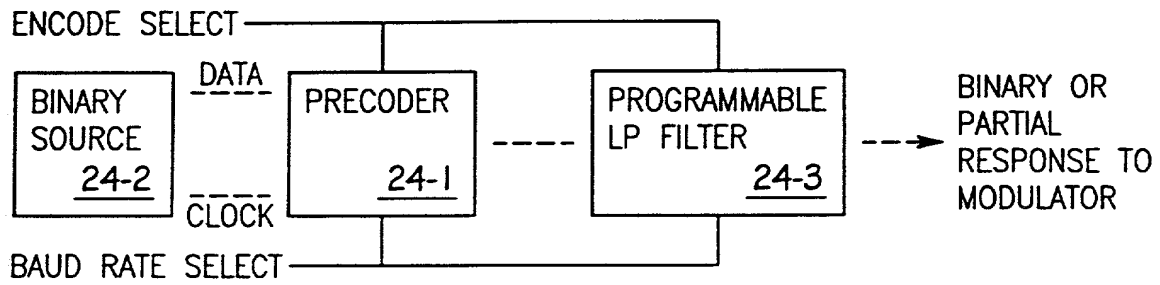 ENCODE SELECT
BINARY
SOURCE
24-2
DATA
CLOCK
PRECODER
24-1
PROGRAMMABLE
LP FILTER
24-3
BINARY OR
PARTIAL
RESPONSE TO
MODULATOR
BAUD RATE SELECT